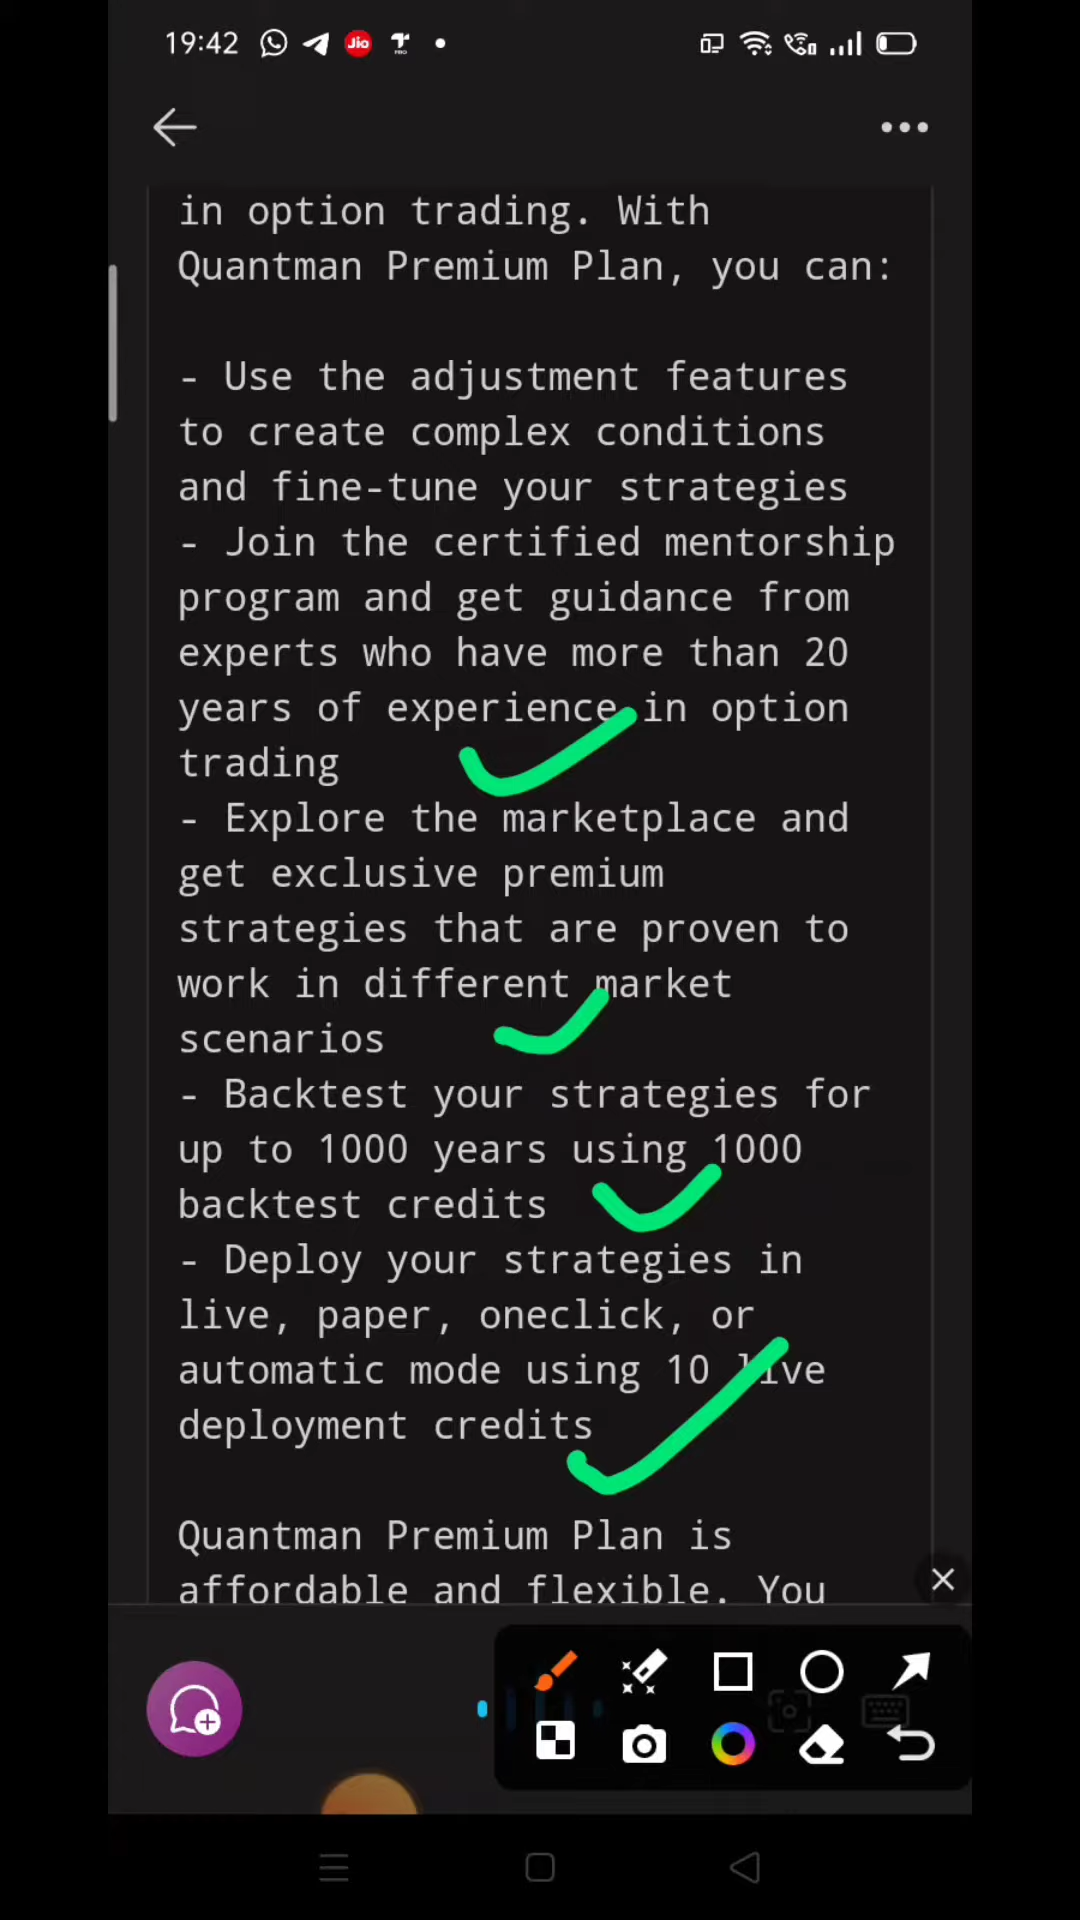 19:42
Jio
in option trading. With
Quantman Premium Plan, you can:
- Use the adjustment features
to create complex conditions
and fine-tune your strategies
- Join the certified mentorship
program and get guidance from
experts who have more than 20
years of experience in option
trading
- Explore the marketplace and
get exclusive premium
strategies that are proven to
work in different market
scenarios
- Backtest your strategies for
up to 1000 years using 1000
backtest credits
- Deploy your strategies in
live, paper, oneclick, or
automatic mode using 10 live
deployment credits
Quantman Premium Plan is
affordable and flexible. You